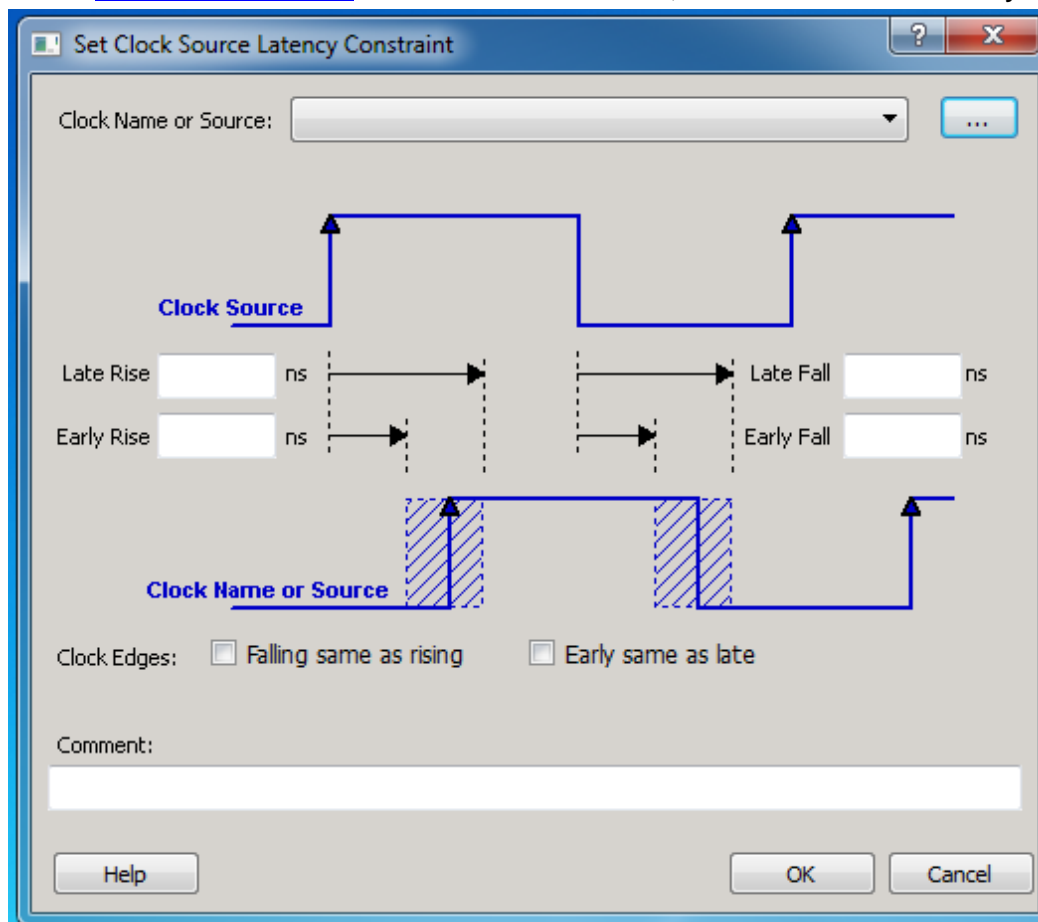 Set Clock Source Latency Constraint
?
Clock Name or Source:
...
Clock Source
Late Rise ns Late Fall ns
Early Rise ns Early Fall ns
Clock Name or Source
Clock Edges: Falling same as rising Early same as late
Comment:
Help OK Cancel